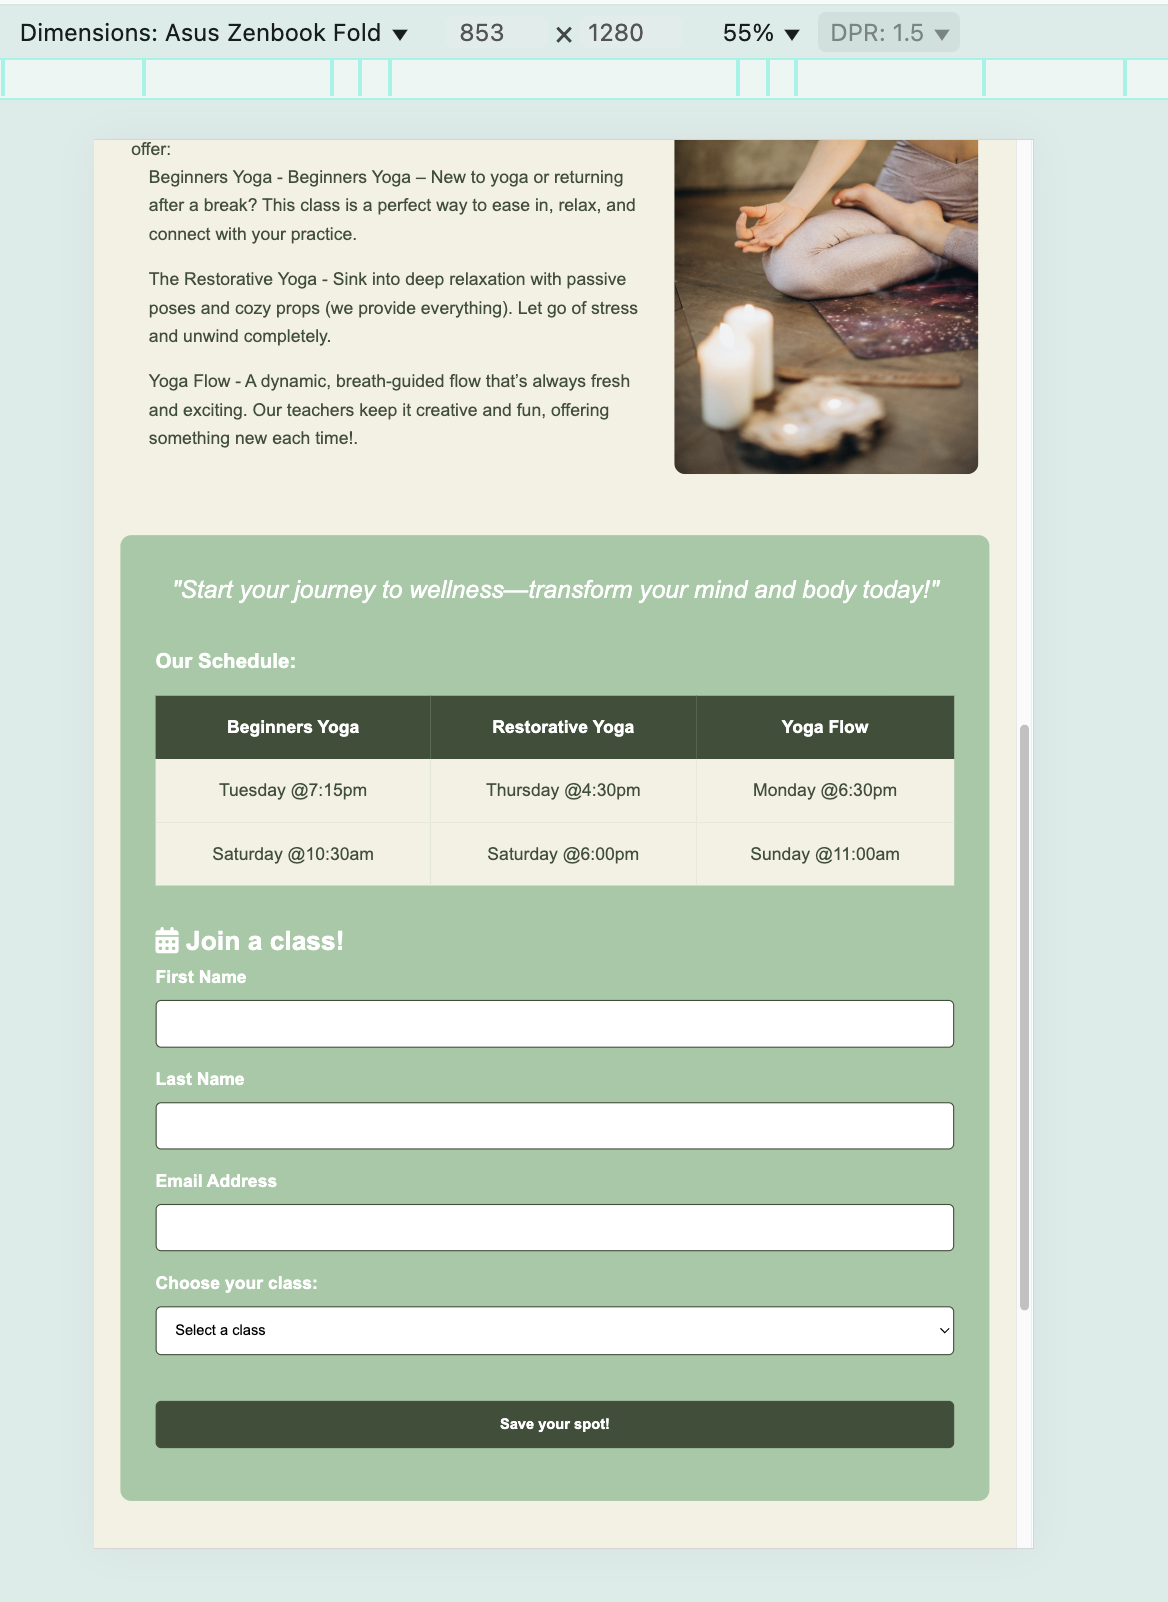 Dimensions: Asus Zenbook Fold ▼ 853 × 1280 55% ▼ DPR: 1.5 ▼
offer:
Beginners Yoga - Beginners Yoga – New to yoga or returning
after a break? This class is a perfect way to ease in, relax, and
connect with your practice.
The Restorative Yoga - Sink into deep relaxation with passive
poses and cozy props (we provide everything). Let go of stress
and unwind completely.
Yoga Flow - A dynamic, breath-guided flow that’s always fresh
and exciting. Our teachers keep it creative and fun, offering
something new each time!.
"Start your journey to wellness—transform your mind and body today!"
Our Schedule:
Beginners Yoga Restorative Yoga Yoga Flow
Tuesday @7:15pm Thursday @4:30pm Monday @6:30pm
Saturday @10:30am Saturday @6:00pm Sunday @11:00am
Join a class!
First Name
Last Name
Email Address
Choose your class:
Select a class
Save your spot!